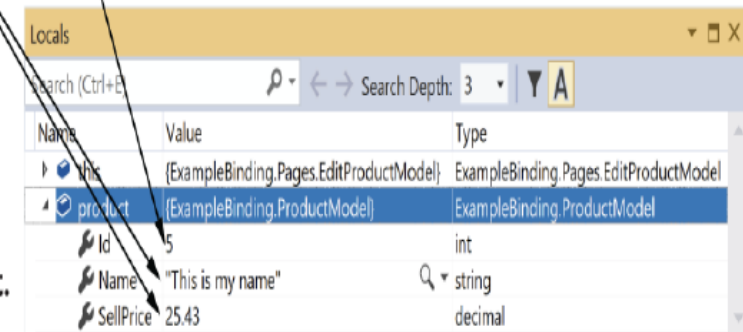 Locals
Search (Ctrl+E) Search Depth: 3 A
Name Value Type
this {ExampleBinding.Pages.EditProductModel} ExampleBinding.Pages.EditProductModel
product {ExampleBinding.ProductModel} ExampleBinding.ProductModel
Id 5 int
Name "This is my name" string
SellPrice 25.43 decimal